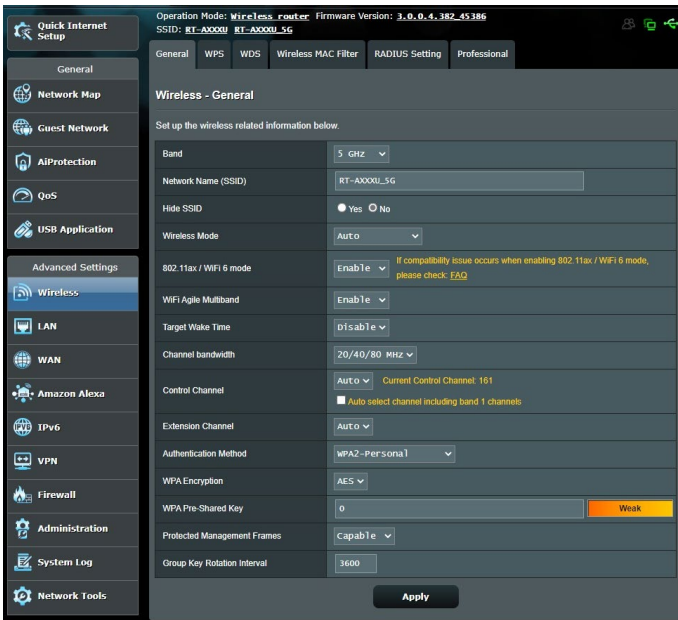 Quick Internet
Setup
Operation Mode: Wireless router Firmware Version: 3.0.0.4.382_45386
SSID: RT-AXXXU RT-AXXXU_5G
General WPS WDS Wireless MAC Filter RADIUS Setting Professional
General
Network Map
Guest Network
AiProtection
QoS
USB Application
Advanced Settings
Wireless
LAN
WAN
Amazon Alexa
IPv6
VPN
Firewall
Administration
System Log
Network Tools
Wireless - General
Set up the wireless related information below.
Band 5 GHz
Network Name (SSID) RT-AXXXU_5G
Hide SSID Yes No
Wireless Mode Auto
802.11ax / WiFi 6 mode Enable If compatibility issue occurs when enabling 802.11ax / WiFi 6 mode,
please check: FAQ
WiFi Agile Multiband Enable
Target Wake Time Disable
Channel bandwidth 20/40/80 MHz
Control Channel Auto Current Control Channel: 161
Auto select channel including band 1 channels
Extension Channel Auto
Authentication Method WPA2-Personal
WPA Encryption AES
WPA Pre-Shared Key 0 Weak
Protected Management Frames Capable
Group Key Rotation Interval 3600
Apply